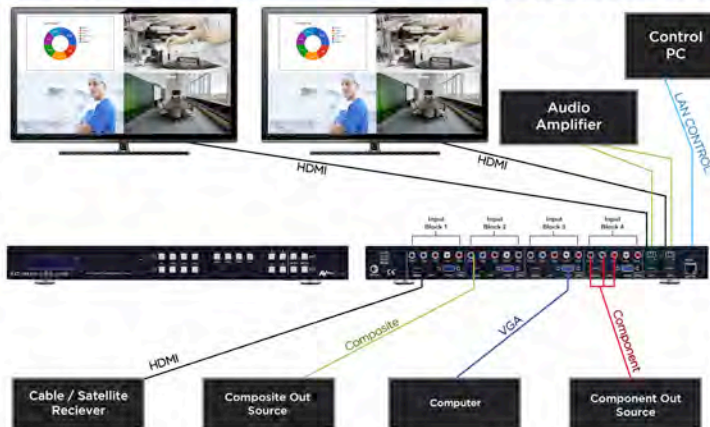 Control
PC
Audio
Amplifier
LAN CONTROL
HDMI
HDMI
Input
Block 1
Input
Block 2
Input
Block 3
Input
Block 4
HDMI
Composite
VGA
Component
Cable / Satellite
Reciever
Composite Out
Source
Computer
Component Out
Source